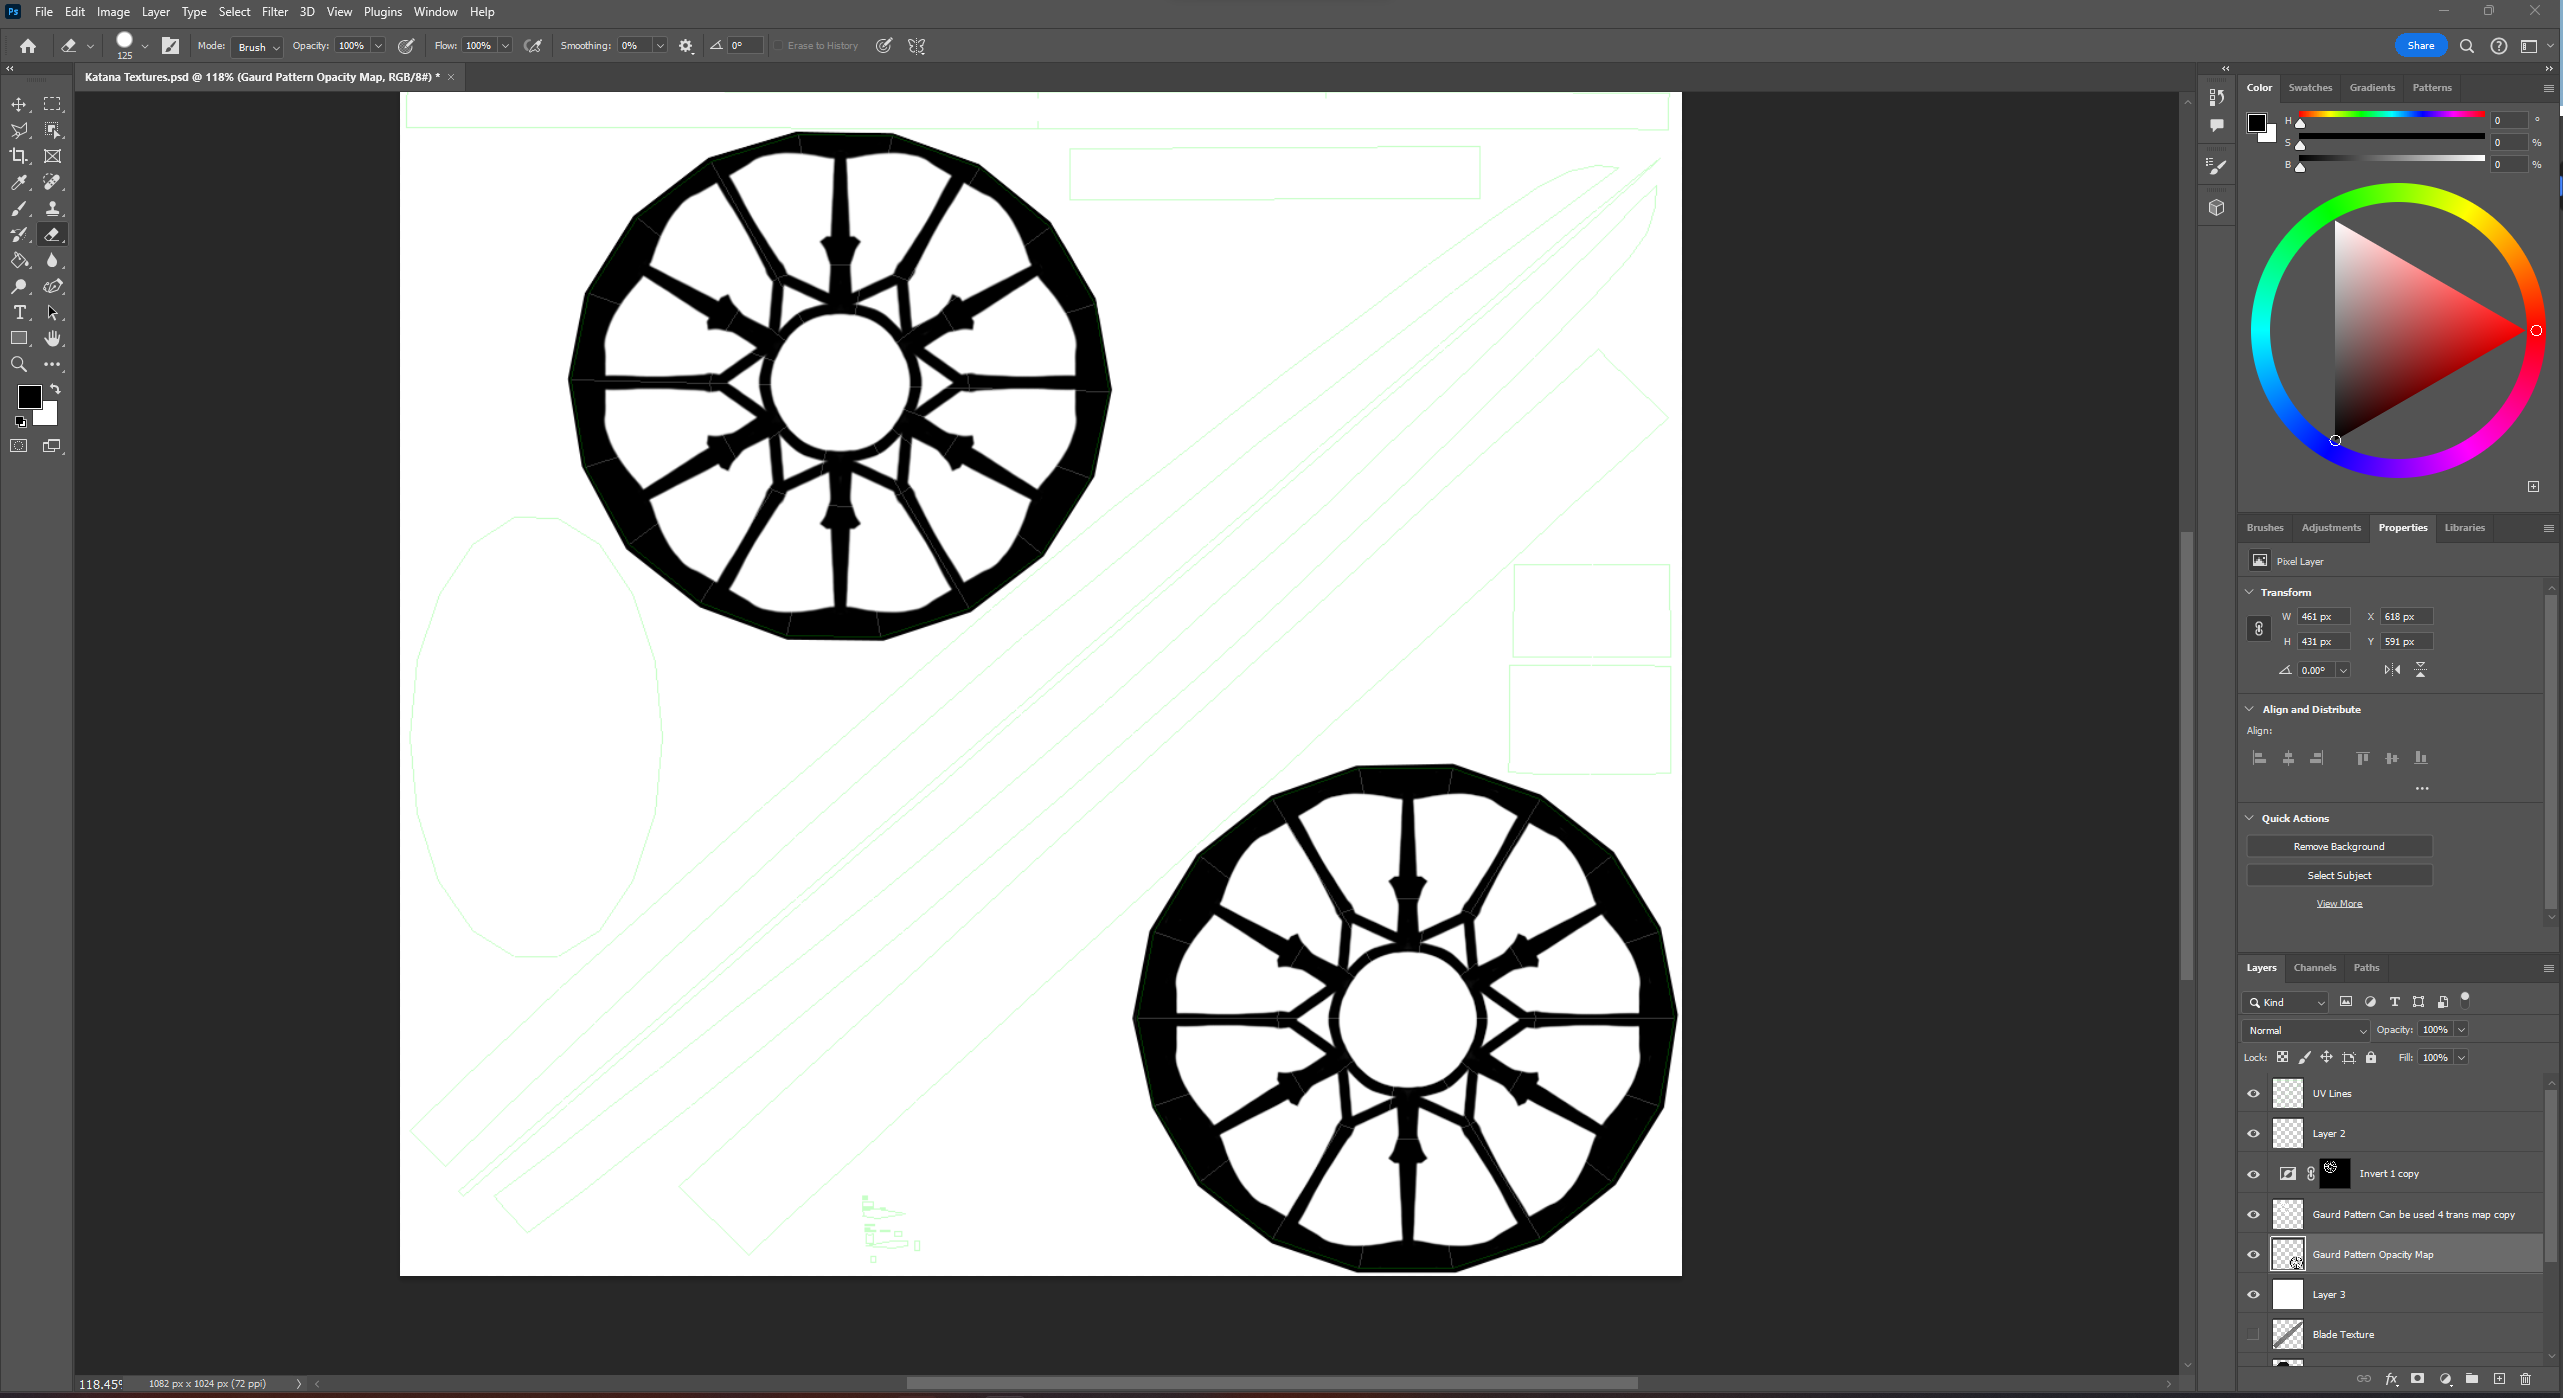 Ps File Edit Image Layer Type Select Filter 3D View Plugins Window Help
125 Mode: Brush Opacity: 100% Flow: 100% Smoothing: 0% 0° Erase to History Share
Katana Textures.psd @ 118% (Gaurd Pattern Opacity Map, RGB/8#) * ×
Color Swatches Gradients Patterns
H 0 °
S 0 %
B 0 %
Brushes Adjustments Properties Libraries
Pixel Layer
Transform
W 461 px X 618 px
H 431 px Y 591 px
0.00°
Align and Distribute
Align:
Quick Actions
Remove Background
Select Subject
View More
Layers Channels Paths
Kind
Normal Opacity: 100%
Lock: Fill: 100%
UV Lines
Layer 2
Invert 1 copy
Gaurd Pattern Can be used 4 trans map copy
Gaurd Pattern Opacity Map
Layer 3
Blade Texture
fx
118.45% 1082 px x 1024 px (72 ppi)